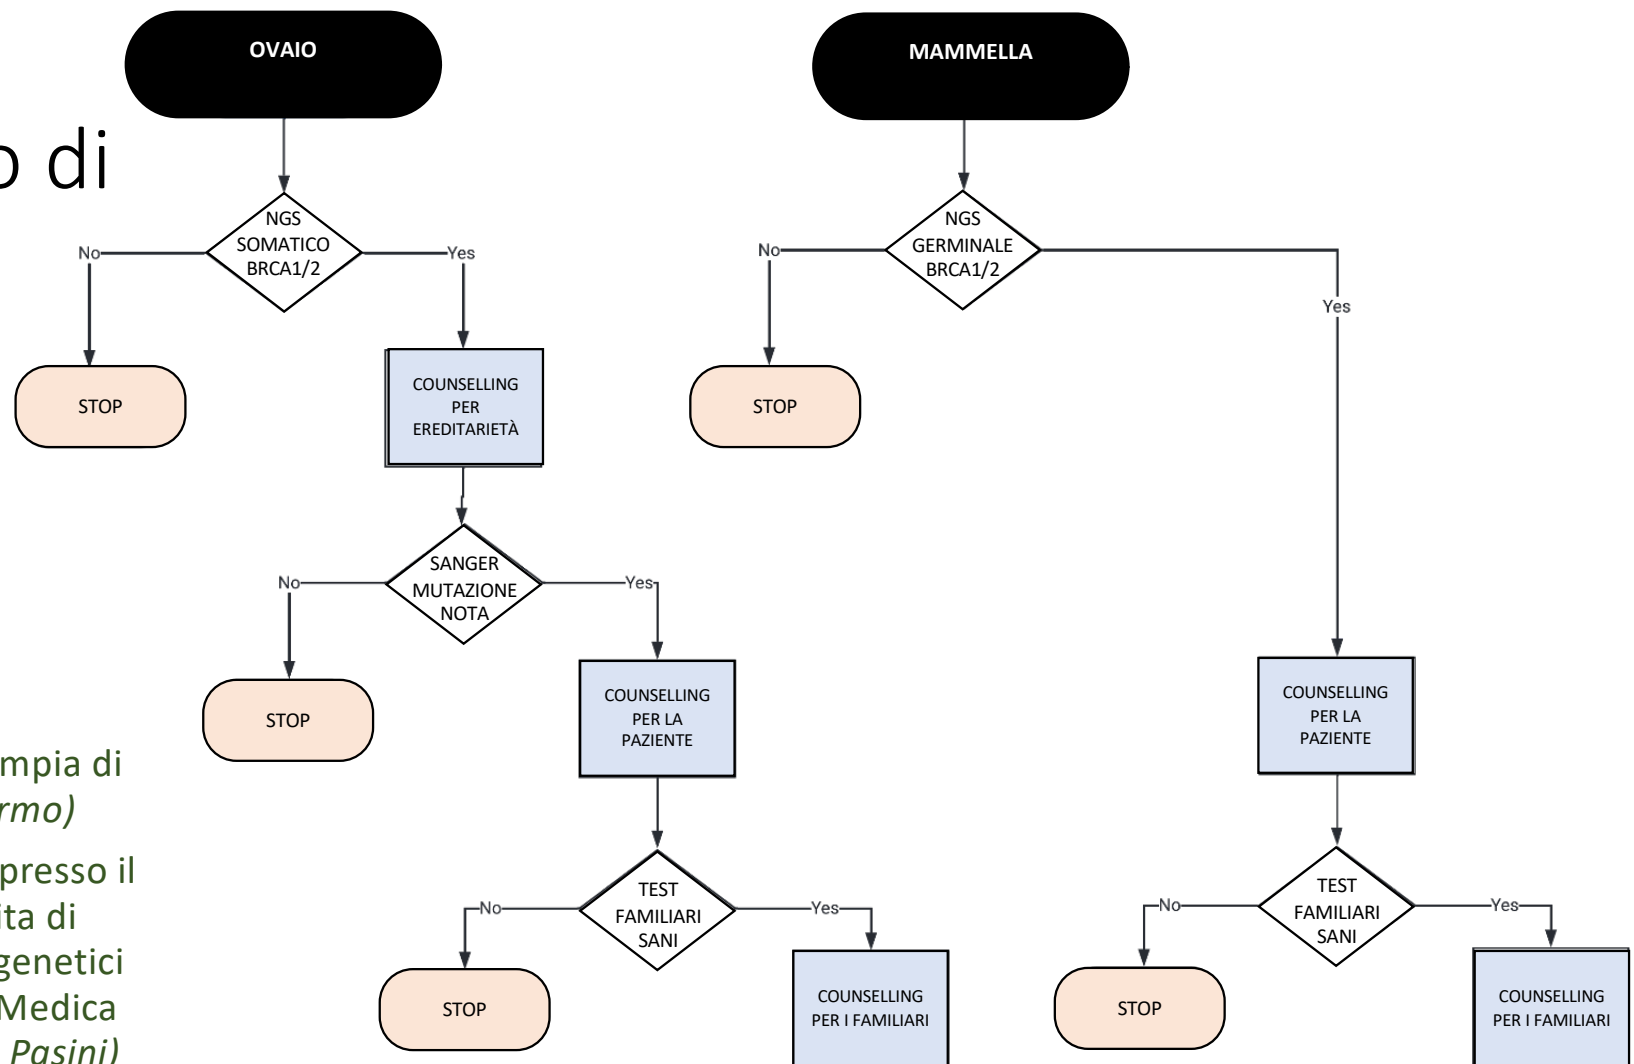 o di
mpia di
rmo)
presso il
ita di
genetici
Medica
Pasini)
OVAIO
NGS
SOMATICO
BRCA1/2
No
Yes
STOP
COUNSELLING
PER
EREDITARIETÀ
SANGER
MUTAZIONE
NOTA
No
Yes
STOP
COUNSELLING
PER LA
PAZIENTE
TEST
FAMILIARI
SANI
No
Yes
STOP
COUNSELLING
PER I FAMILIARI
MAMMELLA
NGS
GERMINALE
BRCA1/2
No
Yes
STOP
COUNSELLING
PER LA
PAZIENTE
TEST
FAMILIARI
SANI
No
Yes
STOP
COUNSELLING
PER I FAMILIARI